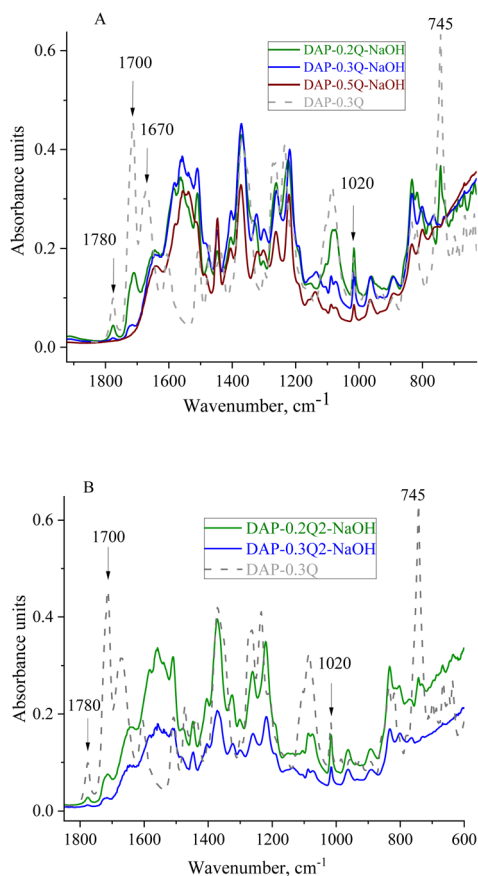 A
745
0.6
DAP-0.2Q-NaOH
DAP-0.3Q-NaOH
DAP-0.5Q-NaOH
DAP-0.3Q
1700
1670
0.4
1780
1020
0.2
0.0
Absorbance units
1800 1600 1400 1200 1000 800
Wavenumber, cm-1
B
745
0.6
DAP-0.2Q2-NaOH
DAP-0.3Q2-NaOH
DAP-0.3Q
1700
0.4
1020
1780
0.2
0.0
Absorbance units
1800 1600 1400 1200 1000 800 600
Wavenumber, cm-1